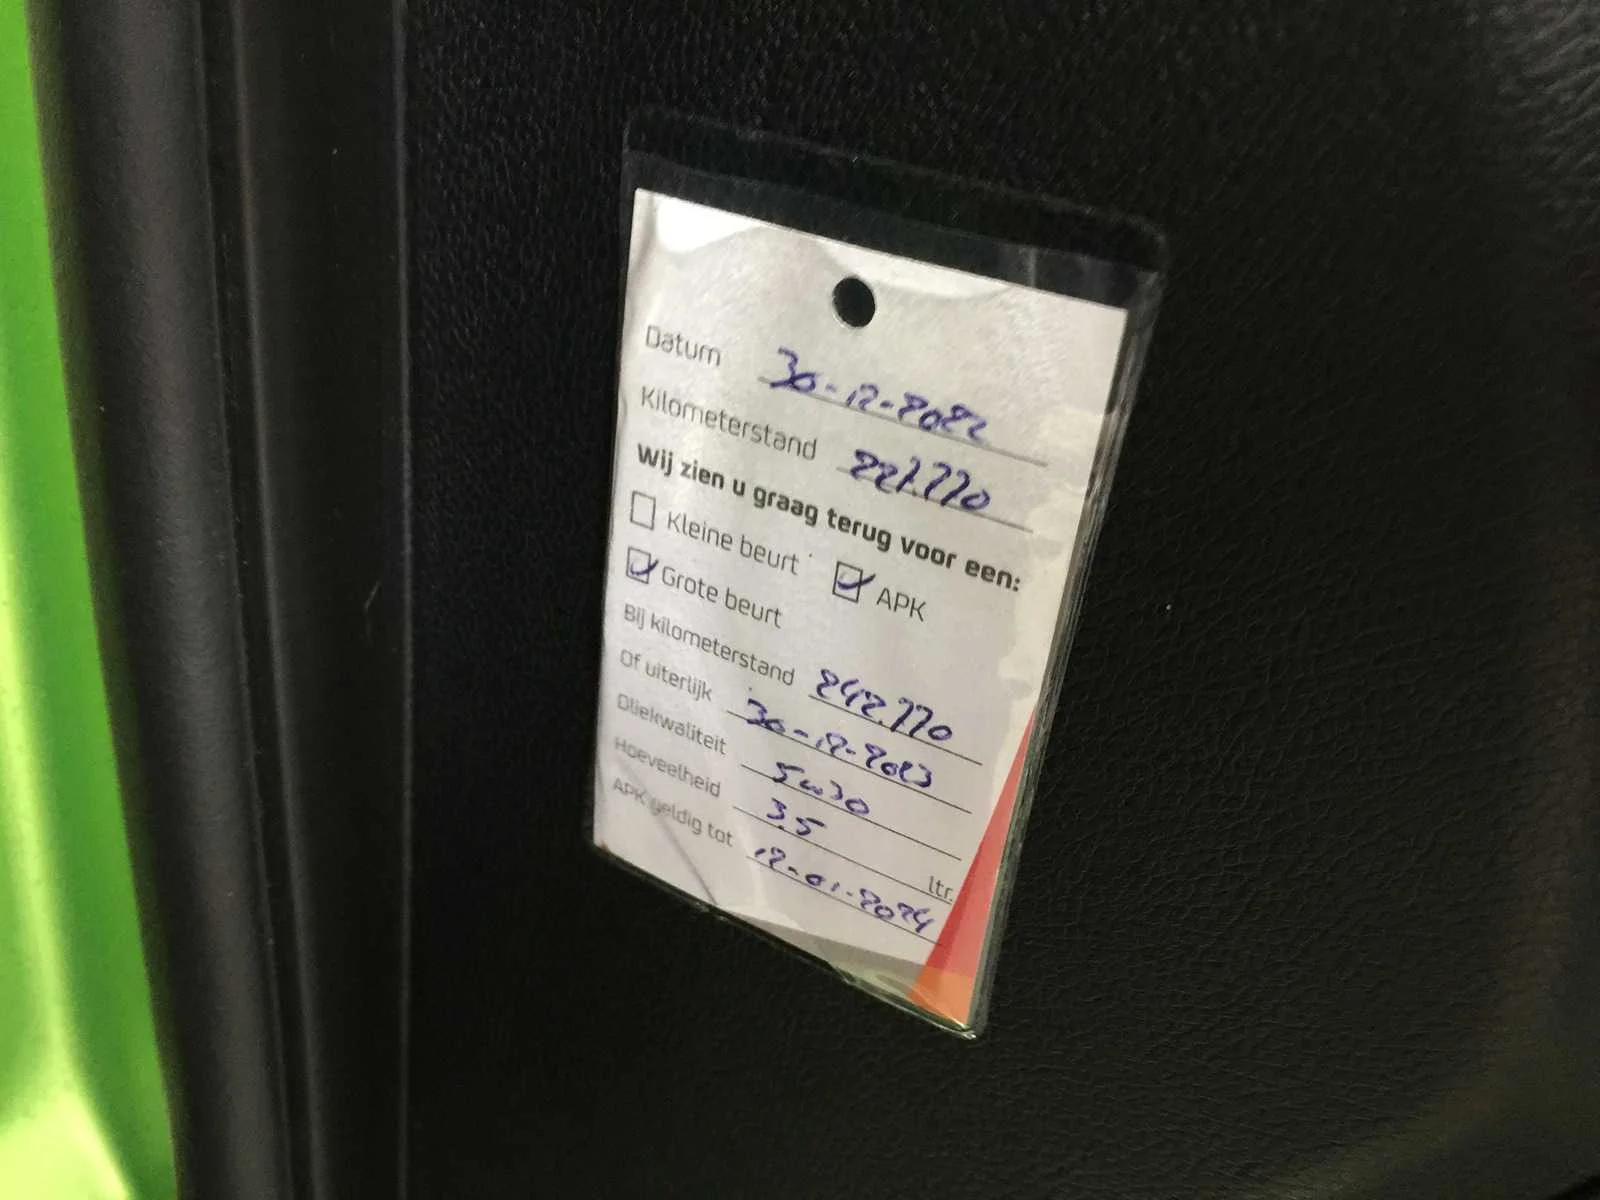 Datum 30-12-2022
Kilometerstand 227.770
Wij zien u graag terug voor een:
Kleine beurt APK
Grote beurt
Bij kilometerstand 242.770
Of uiterlijk 30-12-2023
Oliekwaliteit 5w30
Hoeveelheid 3.5 ltr.
APK geldig tot 12-01-2024